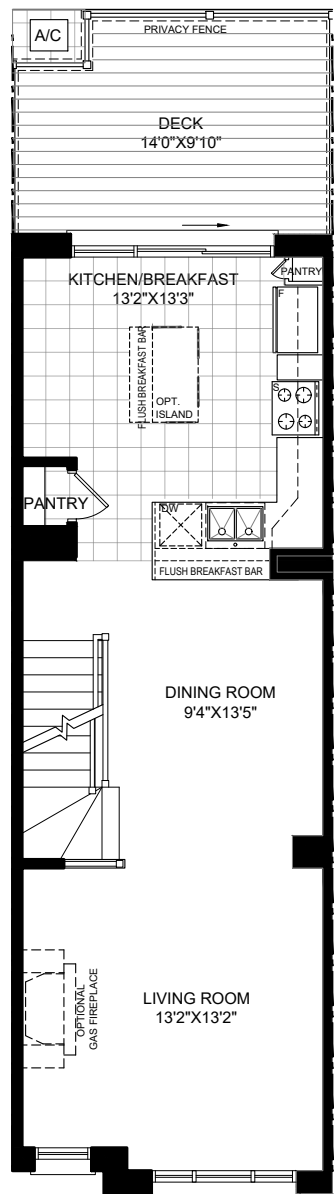 A/C
PRIVACY FENCE
DECK
14'0"X9'10"
KITCHEN/BREAKFAST
13'2"X13'3"
PANTRY
F
FLUSH BREAKFAST BAR
OPT.
ISLAND
S
PANTRY
DW
FLUSH BREAKFAST BAR
DINING ROOM
9'4"X13'5"
OPTIONAL
GAS FIREPLACE
LIVING ROOM
13'2"X13'2"